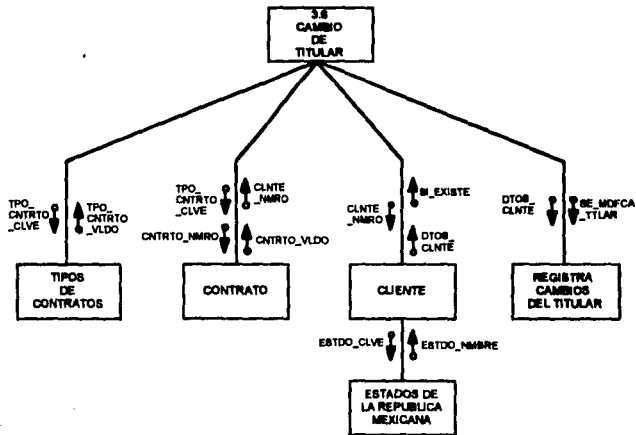 3.6
CAMBIO
DE
TITULAR
TPO_
CNTRTO
_CLVE
TPO_
CNTRTO
_VLDO
TPO_
CNTRTO
_CLVE
CLNTE
_NMRO
CNTRTO_NMRO
CNTRTO_VLDO
CLNTE
_NMRO
SI_EXISTE
DTOS_
CLNTE
DTOS_
CLNTE
SE_MDFCA
_TTLAR
TIPOS
DE
CONTRATOS
CONTRATO
CLIENTE
REGISTRA
CAMBIOS
DEL TITULAR
ESTDO_CLVE
ESTDO_NMBRE
ESTADOS DE
LA REPUBLICA
MEXICANA